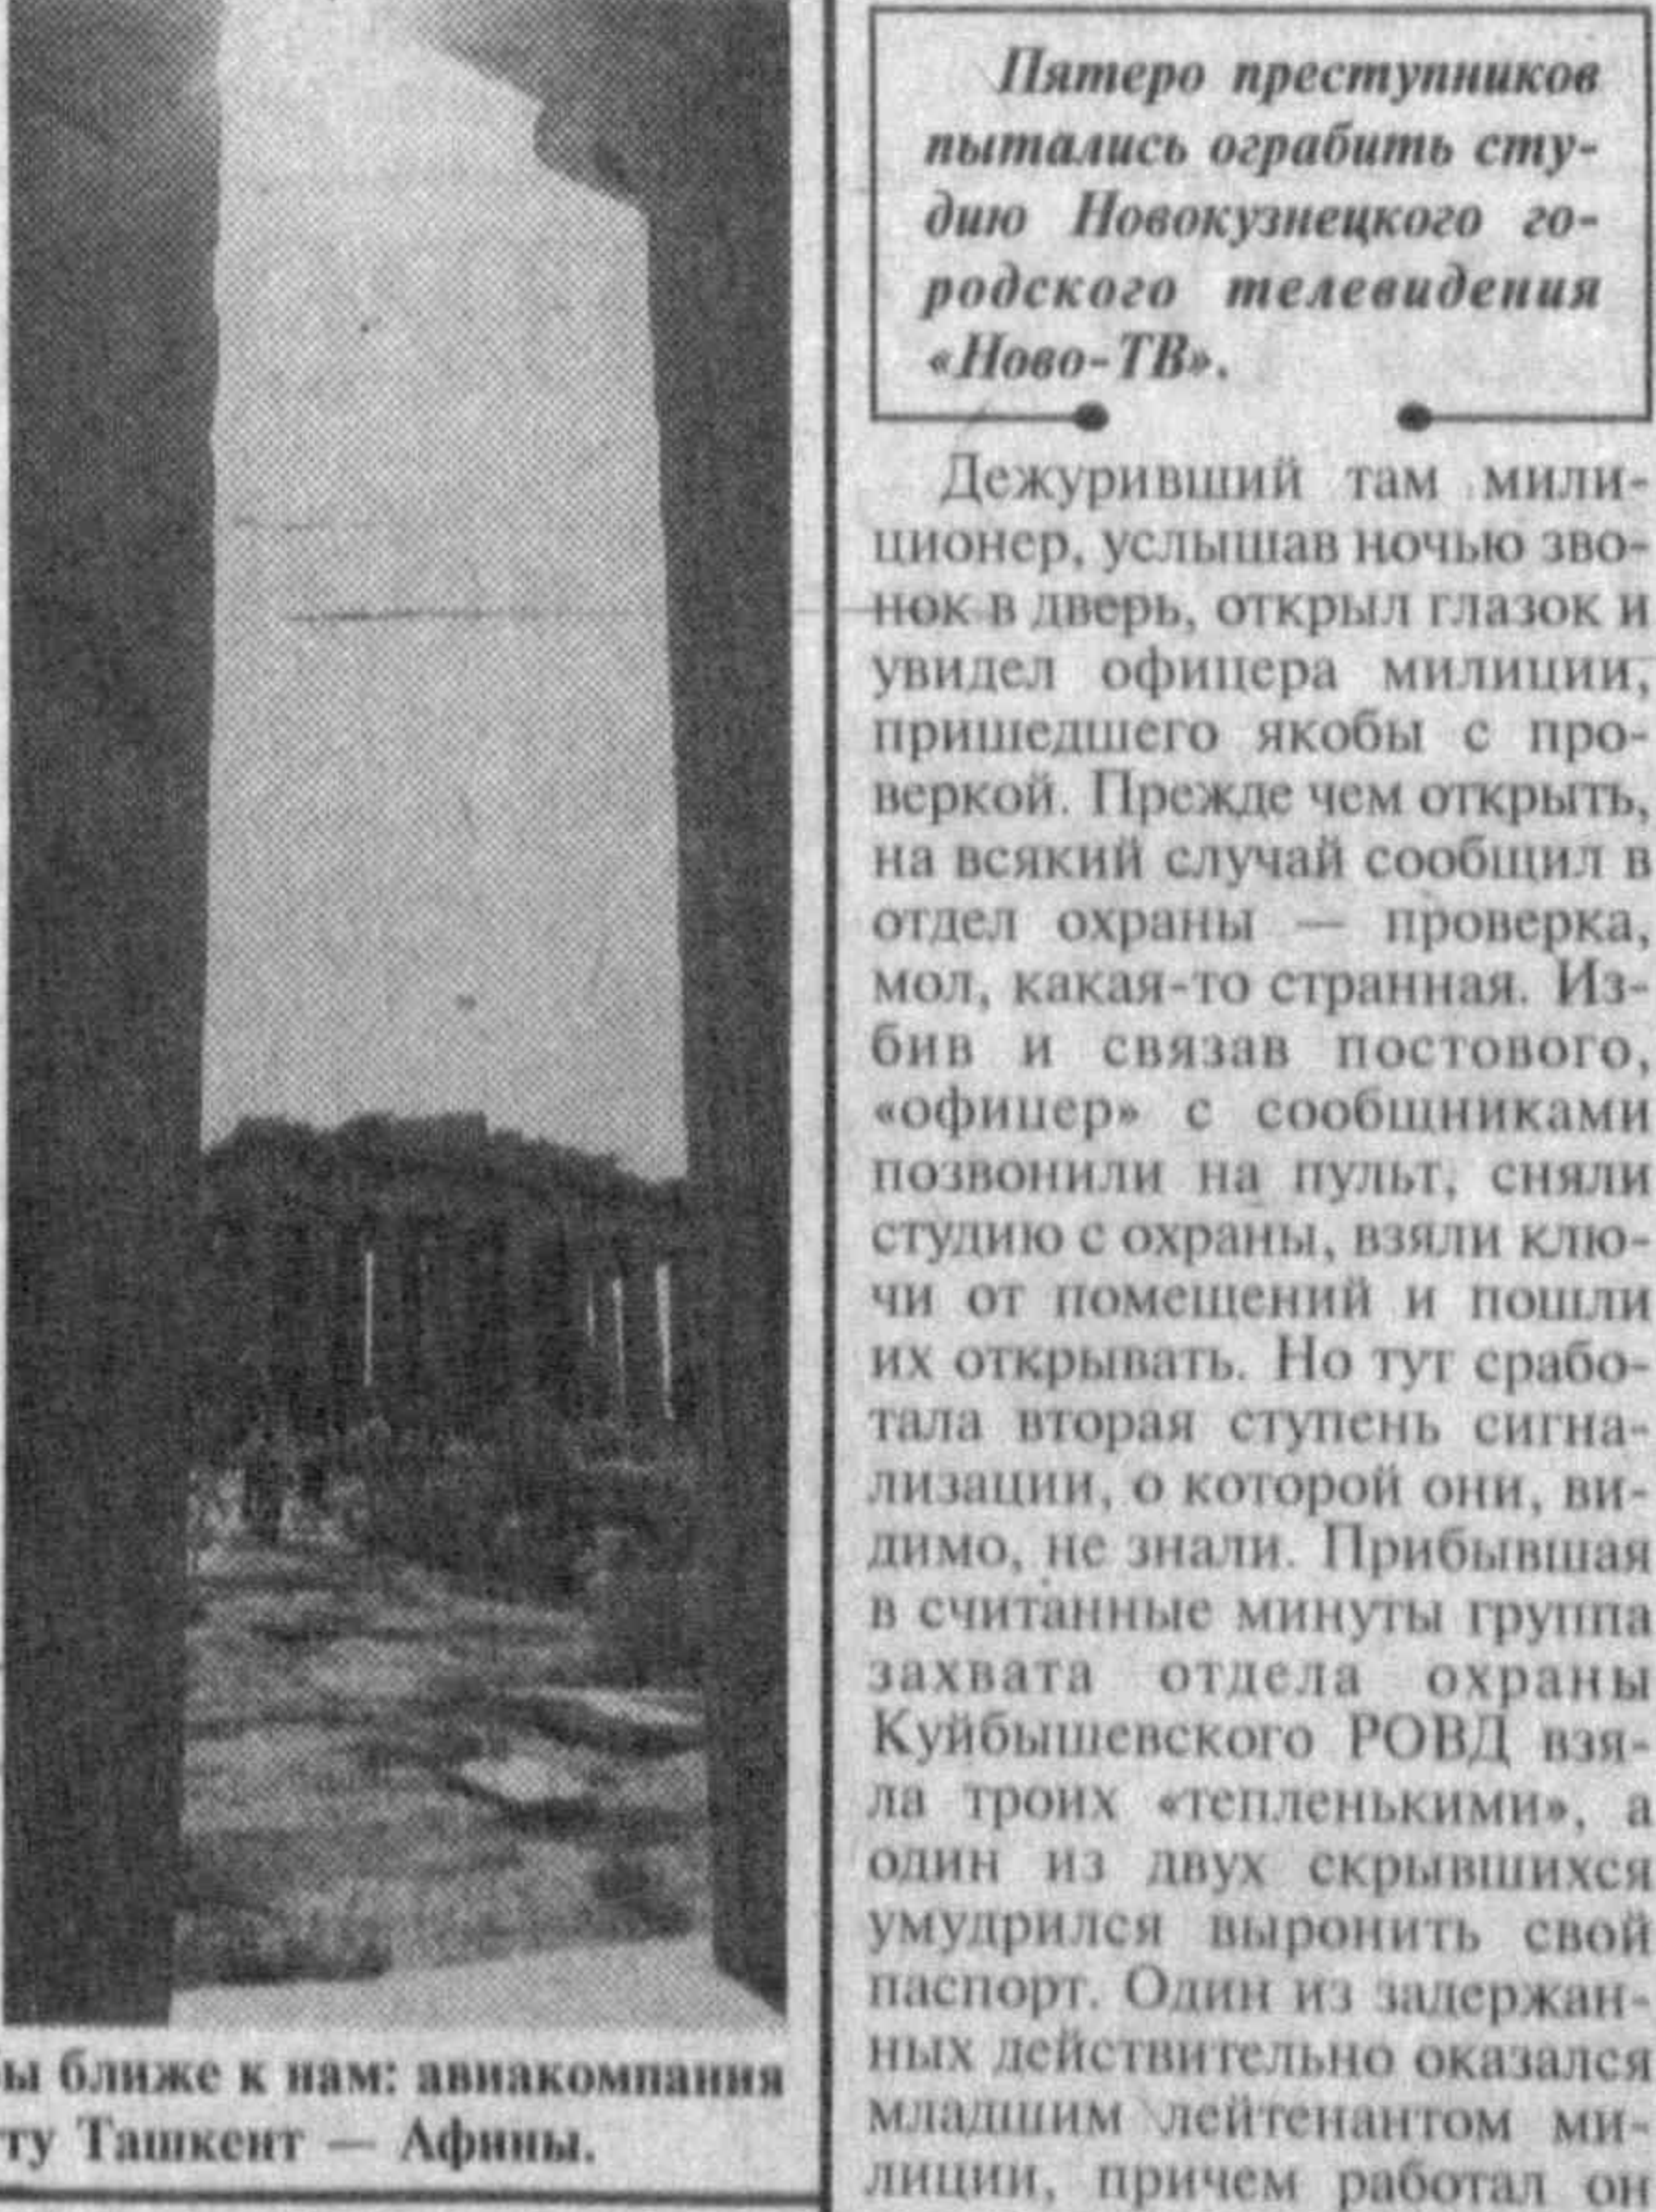 Пятеро преступников
пытались ограбить сту-
дию Новокузнецкого го-
родского телевидения
«Ново-ТВ».
Дежуривший там мили-
ционер, услышав ночью зво-
нок в дверь, открыл глазок и
увидел офицера милиции,
пришедшего якобы с про-
веркой. Прежде чем открыть,
на всякий случай сообщил в
отдел охраны — проверка,
мол, какая-то странная. Из-
бив и связав постового,
«офицер» с сообщниками
позвонили на пульт, сняли
студию с охраны, взяли клю-
чи от помещений и пошли
их открывать. Но тут срабо-
тала вторая ступень сигна-
лизации, о которой они, ви-
димо, не знали. Прибывшая
в считанные минуты группа
захвата отдела охраны
Куйбышевского РОВД взя-
ла троих «тепленькими», а
один из двух скрывшихся
умудрился выронить свой
паспорт. Один из задержан-
ных действительно оказался
младшим лейтенантом ми-
лиции, причем работал он
ы ближе к нам: авиакомпания
ту Ташкент — Афины.